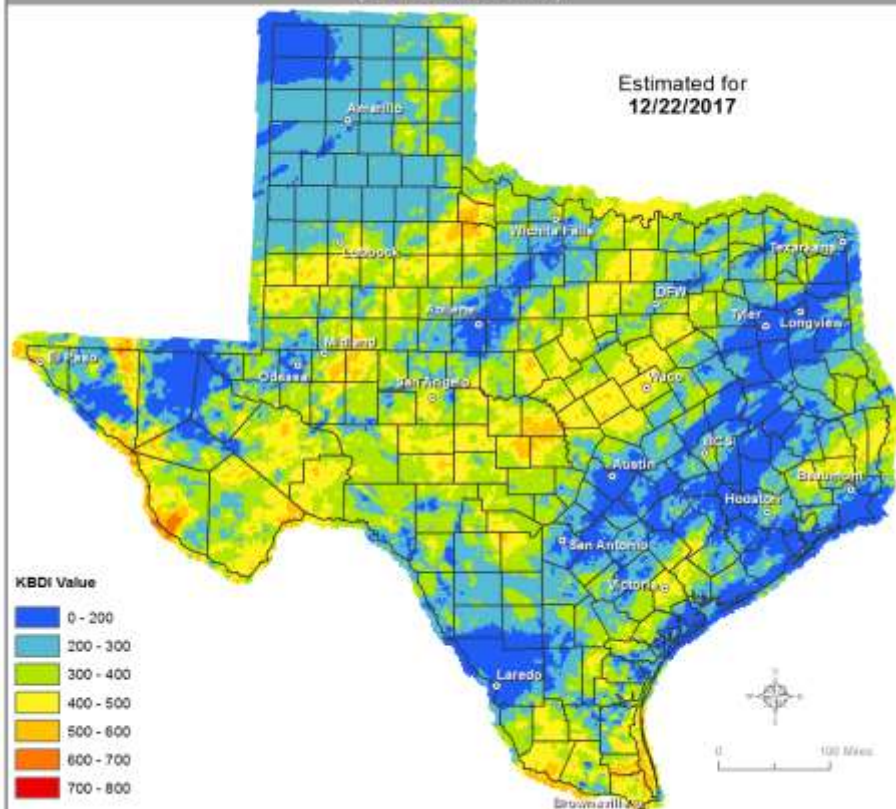 Estimated for
12/22/2017
Amarillo
Wichita Falls
Texarkana
Lubbock
DFW
Abilene
Tyler
Longview
Midland
El Paso
Odessa
San Angelo
Waco
BCS
Austin
Beaumont
Houston
San Antonio
KBDI Value
Victoria
0 - 200
200 - 300
300 - 400
Laredo
400 - 500
500 - 600
600 - 700
0 100 Miles
700 - 800
Brownsville